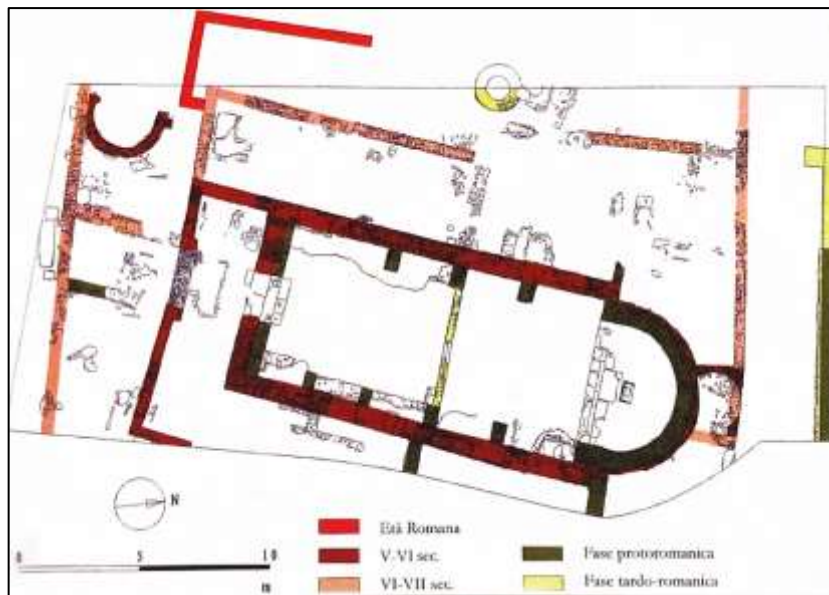 N
0 5 10
m
Età Romana
V-VI sec.
VI-VII sec.
Fase protoromanica
Fase tardo-romanica